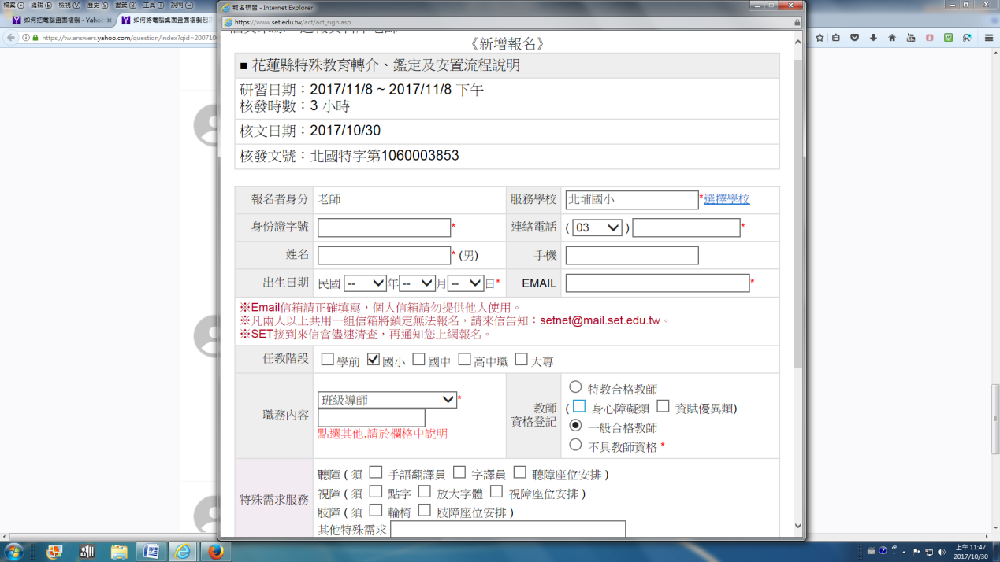 檔案(F) 編輯(E) 檢視(V) 歷史(S) 書籤(B) 工具(T) 說明(H)
如何把電腦畫面複製 - Yahoo
如何將電腦桌面畫面複製起
https://tw.answers.yahoo.com/question/index?qid=2007100
報名研習 - Internet Explorer
https://www.set.edu.tw/act/act_sign.asp
《新增報名》
■ 花蓮縣特殊教育轉介、鑑定及安置流程說明
研習日期：2017/11/8 ~ 2017/11/8 下午
核發時數：3 小時
核文日期：2017/10/30
核發文號：北國特字第1060003853
報名者身分 老師 服務學校 北埔國小 *選擇學校
身份證字號 * 連絡電話 ( 03 ) *
姓名 * (男) 手機
出生日期 民國 -- 年 -- 月 -- 日* EMAIL *
※Email信箱請正確填寫，個人信箱請勿提供他人使用。
※凡兩人以上共用一組信箱將鎖定無法報名，請來信告知：setnet@mail.set.edu.tw。
※SET接到來信會儘速清查，再通知您上網報名。
任教階段 學前 國小 國中 高中職 大專
職務內容 班級導師 *
點選其他,請於欄格中說明
教師
資格登記
特教合格教師
( 身心障礙類 資賦優異類)
一般合格教師
不具教師資格 *
特殊需求服務
聽障 ( 須 手語翻譯員 字譯員 聽障座位安排 )
視障 ( 須 點字 放大字體 視障座位安排 )
肢障 ( 須 輪椅 肢障座位安排 )
其他特殊需求
上午 11:47
2017/10/30